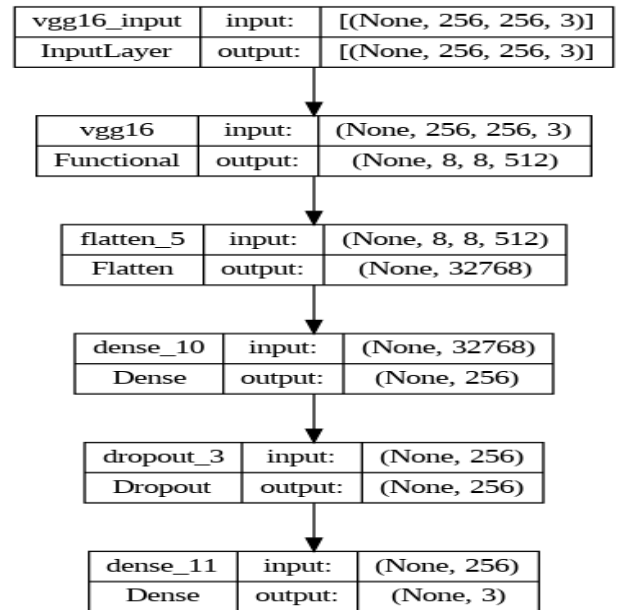 vgg16_input input: [(None, 256, 256, 3)]
InputLayer output: [(None, 256, 256, 3)]
vgg16 input: (None, 256, 256, 3)
Functional output: (None, 8, 8, 512)
flatten_5 input: (None, 8, 8, 512)
Flatten output: (None, 32768)
dense_10 input: (None, 32768)
Dense output: (None, 256)
dropout_3 input: (None, 256)
Dropout output: (None, 256)
dense_11 input: (None, 256)
Dense output: (None, 3)